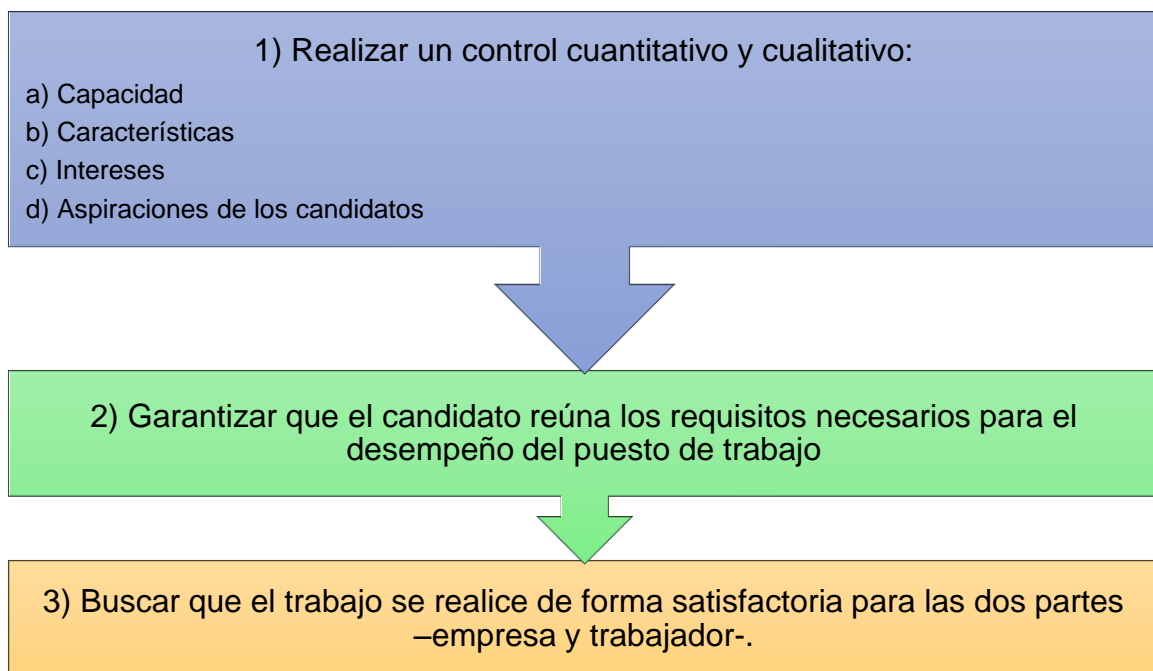 1) Realizar un control cuantitativo y cualitativo:
a) Capacidad
b) Características
c) Intereses
d) Aspiraciones de los candidatos
2) Garantizar que el candidato reúna los requisitos necesarios para el
desempeño del puesto de trabajo
3) Buscar que el trabajo se realice de forma satisfactoria para las dos partes
–empresa y trabajador-.